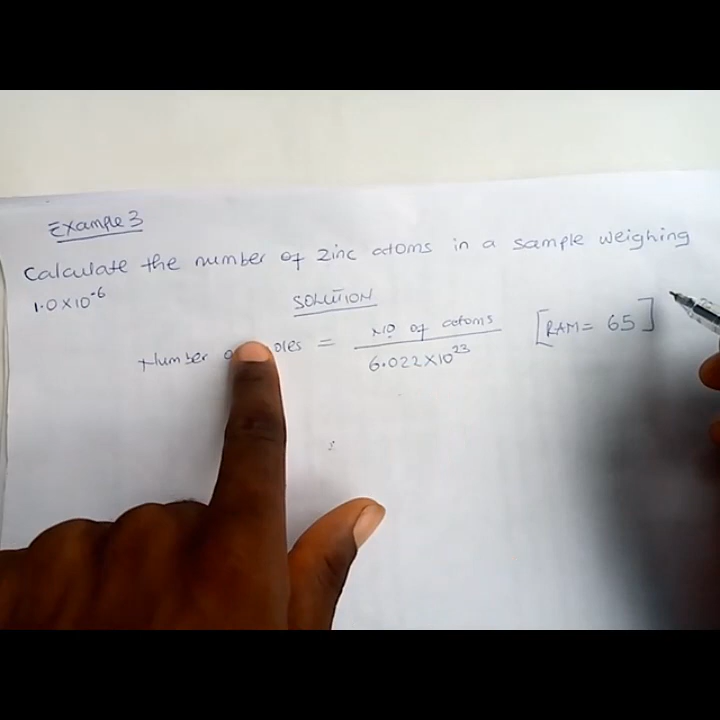 Example 3
Calculate the number of zinc atoms in a sample weighing
1.0×10⁻⁶
SOLUTION
Number = No of atoms
6.022×10²³
[RAM = 65]